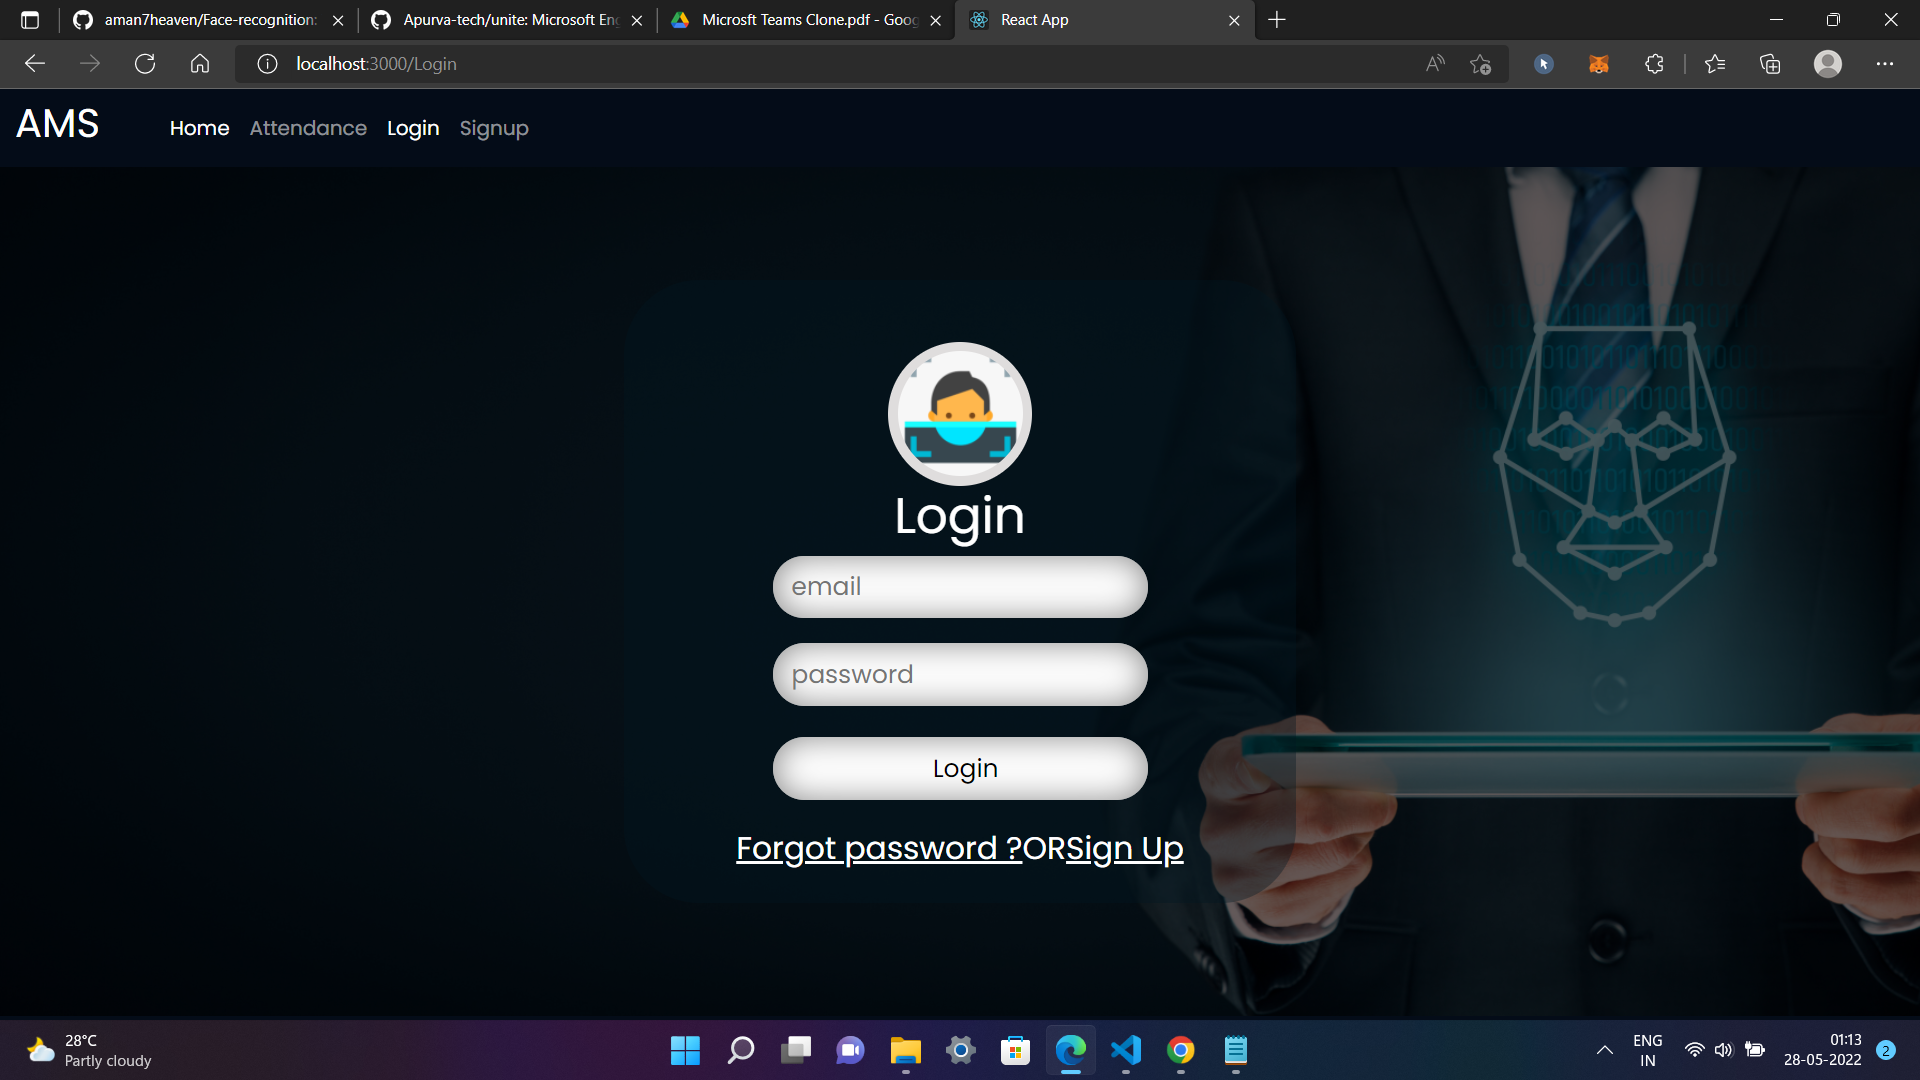 aman7heaven/Face-recognition:
Apurva-tech/unite: Microsoft En
Microsft Teams Clone.pdf - Goog
React App
localhost:3000/Login
AMS
Home Attendance Login Signup
Login
email
password
Login
Forgot password ?ORSign Up
28°C
Partly cloudy
ENG
IN
01:13
28-05-2022
2